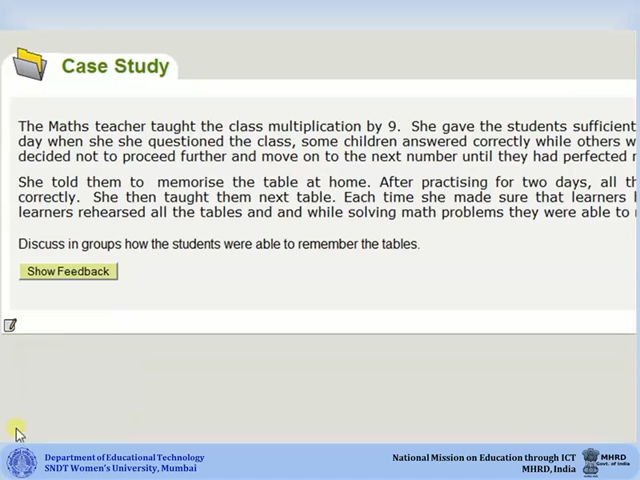 Case Study
The Maths teacher taught the class multiplication by 9. She gave the students sufficient
day when she she questioned the class, some children answered correctly while others
decided not to proceed further and move on to the next number until they had perfected
She told them to memorise the table at home. After practising for two days, all
correctly. She then taught them next table. Each time she made sure that learners
learners rehearsed all the tables and and while solving math problems they were able to
Discuss in groups how the students were able to remember the tables.
Show Feedback
Department of Educational Technology
SNDT Women's University, Mumbai
National Mission on Education through ICT
MHRD, India
MHRD
Govt. of India